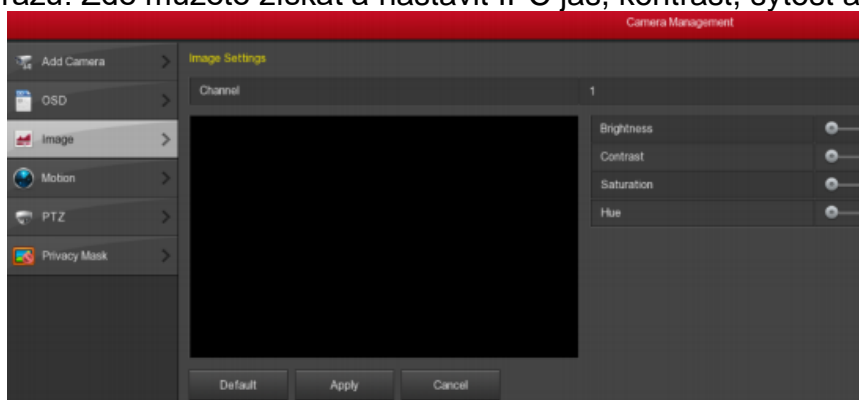 rázu. Zde můžete získat a nastavit IPC jas, kontrast, sytost a
Camera Management
Add Camera
Image Settings
OSD
Channel 1
Image
Brightness
Contrast
Motion
Saturation
PTZ
Hue
Privacy Mask
Default Apply Cancel